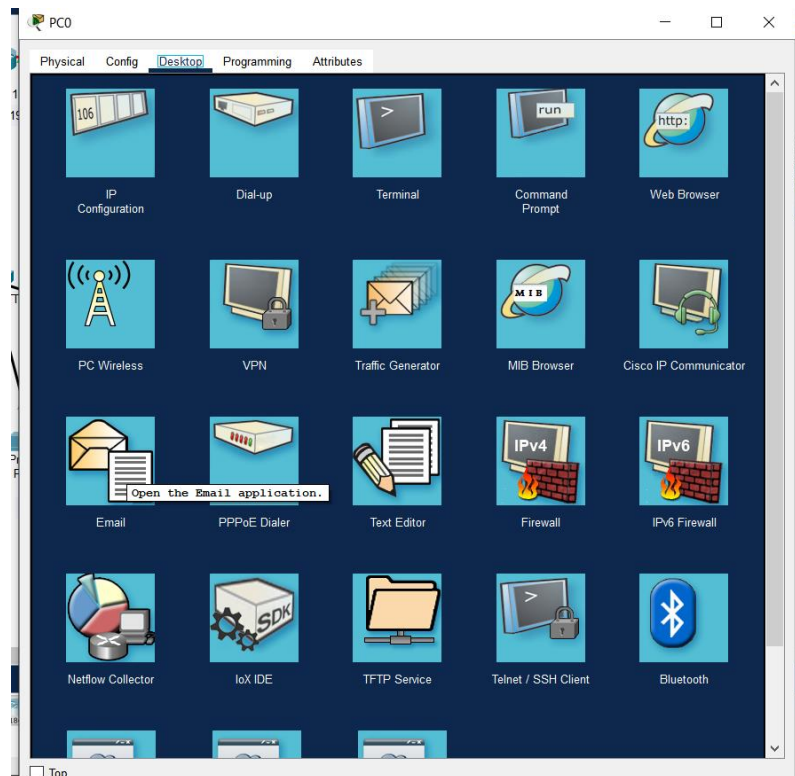 PC0
Physical Config Desktop Programming Attributes
106
run
http:
IP
Configuration
Dial-up
Terminal
Command
Prompt
Web Browser
MIB
PC Wireless
VPN
Traffic Generator
MIB Browser
Cisco IP Communicator
IPv4
IPv6
Open the Email application.
Email
PPPoE Dialer
Text Editor
Firewall
IPv6 Firewall
SDK
Netflow Collector
IoX IDE
TFTP Service
Telnet / SSH Client
Bluetooth
Top